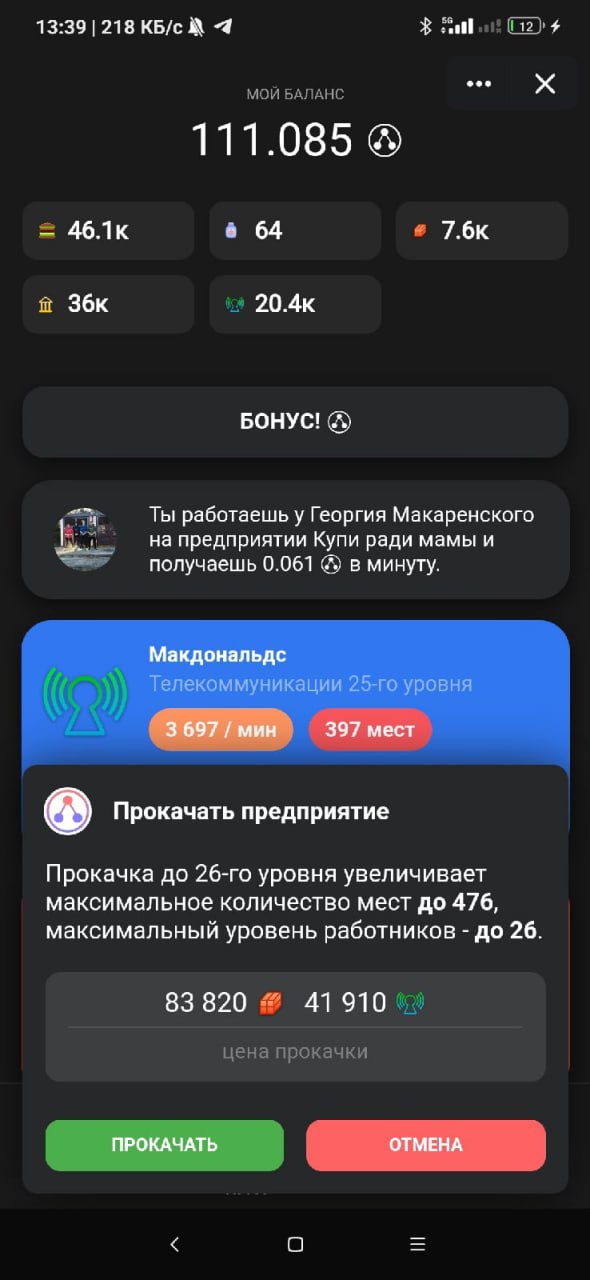 13:39 | 218 КБ/с
5G
12
МОЙ БАЛАНС
111.085
46.1к
64
7.6к
36к
20.4к
БОНУС!
Ты работаешь у Георгия Макаренского
на предприятии Купи ради мамы и
получаешь 0.061 в минуту.
Макдональдс
Телекоммуникации 25-го уровня
3 697 / мин
397 мест
Прокачать предприятие
Прокачка до 26-го уровня увеличивает
максимальное количество мест до 476,
максимальный уровень работников - до 26.
83 820 41 910
цена прокачки
ПРОКАЧАТЬ
ОТМЕНА